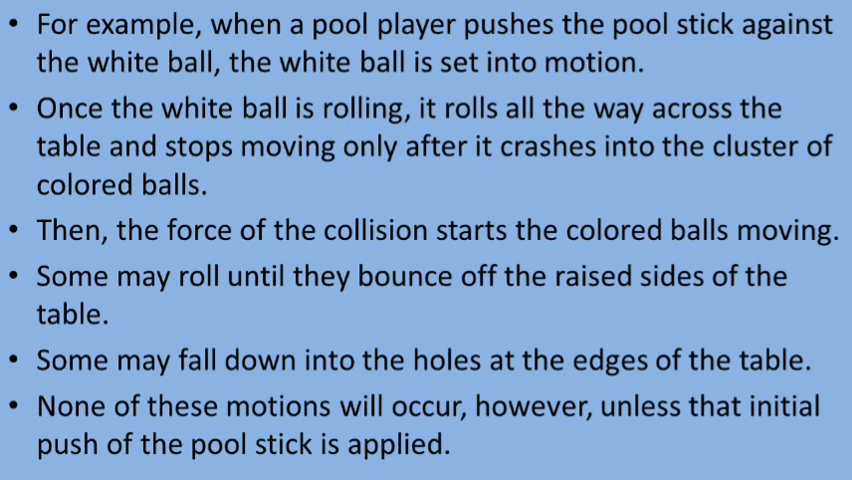 • For example, when a pool player pushes the pool stick against
the white ball, the white ball is set into motion.
• Once the white ball is rolling, it rolls all the way across the
table and stops moving only after it crashes into the cluster of
colored balls.
• Then, the force of the collision starts the colored balls moving.
• Some may roll until they bounce off the raised sides of the
table.
• Some may fall down into the holes at the edges of the table.
• None of these motions will occur, however, unless that initial
push of the pool stick is applied.